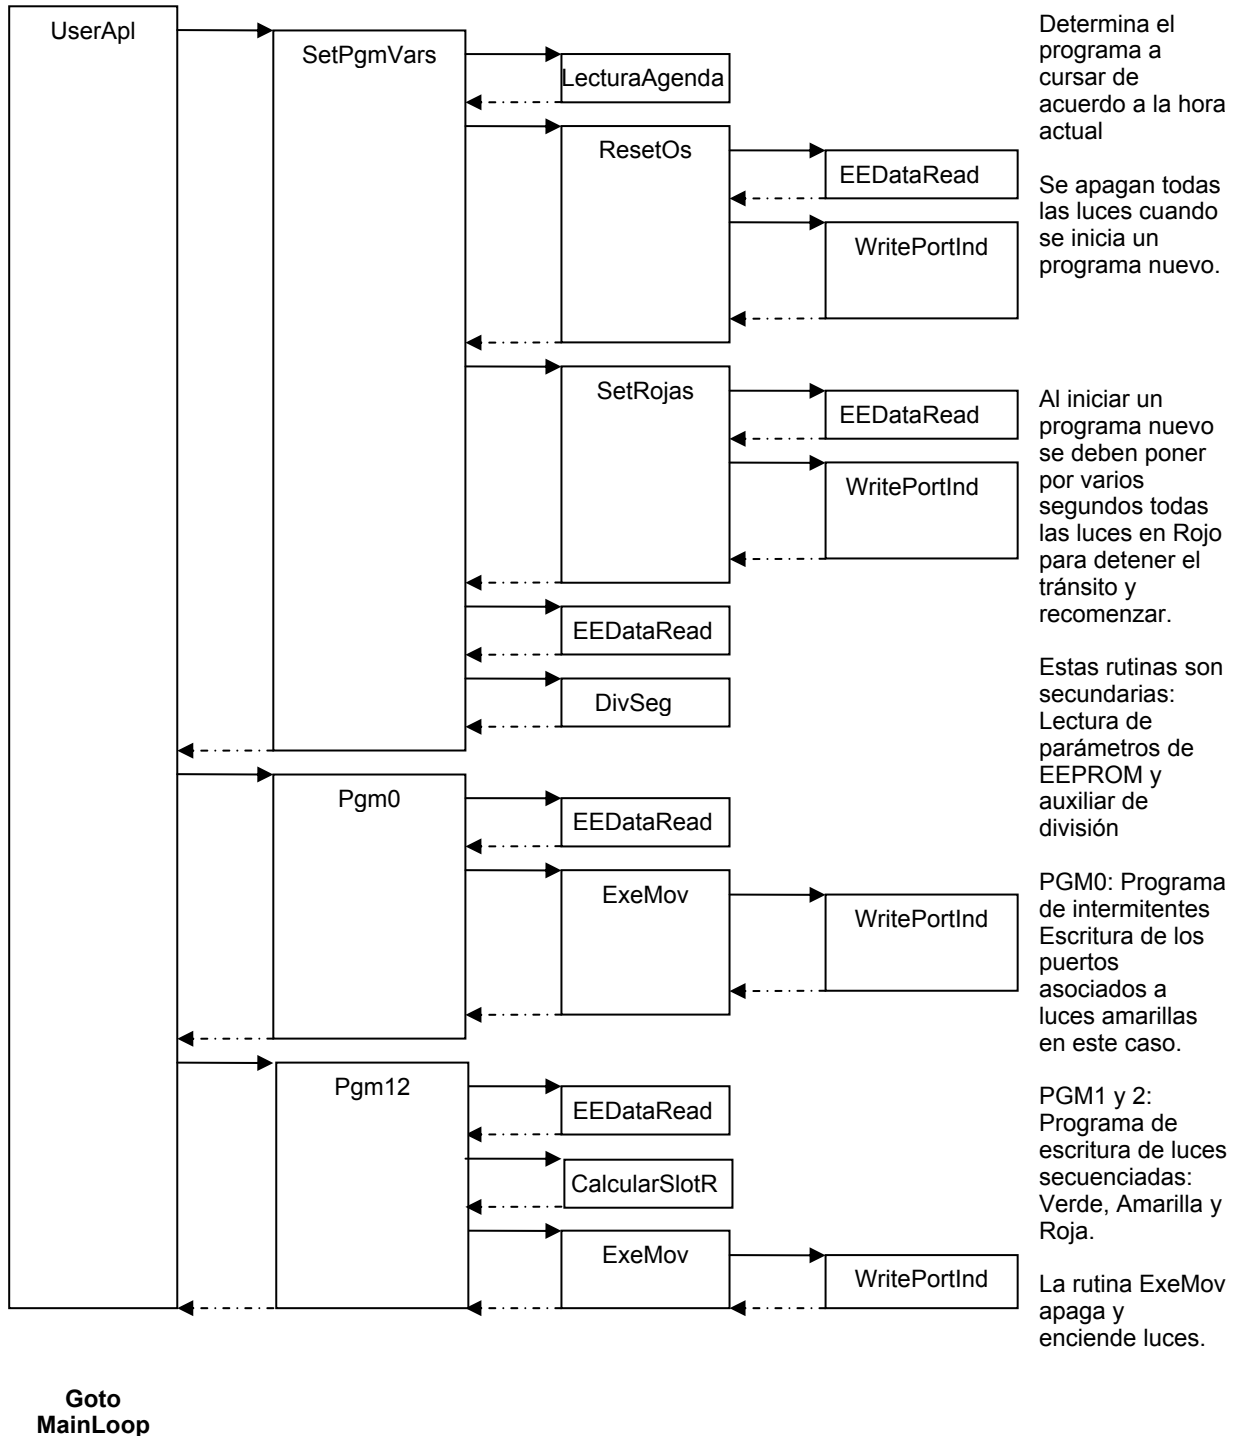 UserApl
SetPgmVars
LecturaAgenda
ResetOs
EEDataRead
WritePortInd
SetRojas
EEDataRead
WritePortInd
EEDataRead
DivSeg
Pgm0
EEDataRead
ExeMov
WritePortInd
Pgm12
EEDataRead
CalcularSlotR
ExeMov
WritePortInd
Determina el
programa a
cursar de
acuerdo a la hora
actual
Se apagan todas
las luces cuando
se inicia un
programa nuevo.
Al iniciar un
programa nuevo
se deben poner
por varios
segundos todas
las luces en Rojo
para detener el
tránsito y
recomenzar.
Estas rutinas son
secundarias:
Lectura de
parámetros de
EEPROM y
auxiliar de
división
PGM0: Programa
de intermitentes
Escritura de los
puertos
asociados a
luces amarillas
en este caso.
PGM1 y 2:
Programa de
escritura de luces
secuenciadas:
Verde, Amarilla y
Roja.
La rutina ExeMov
apaga y
enciende luces.
Goto
MainLoop